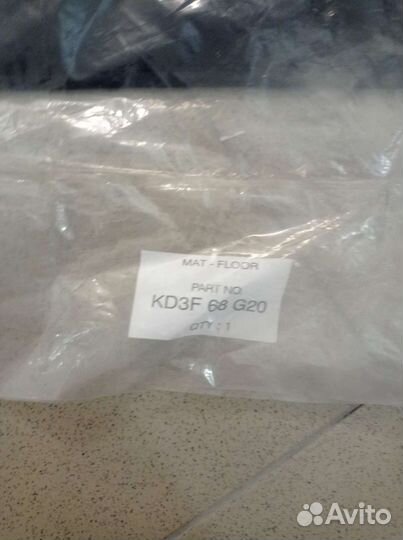 MAT - FLOOR
PART NO
KD3F 68 G20
QTY : 1
Avito